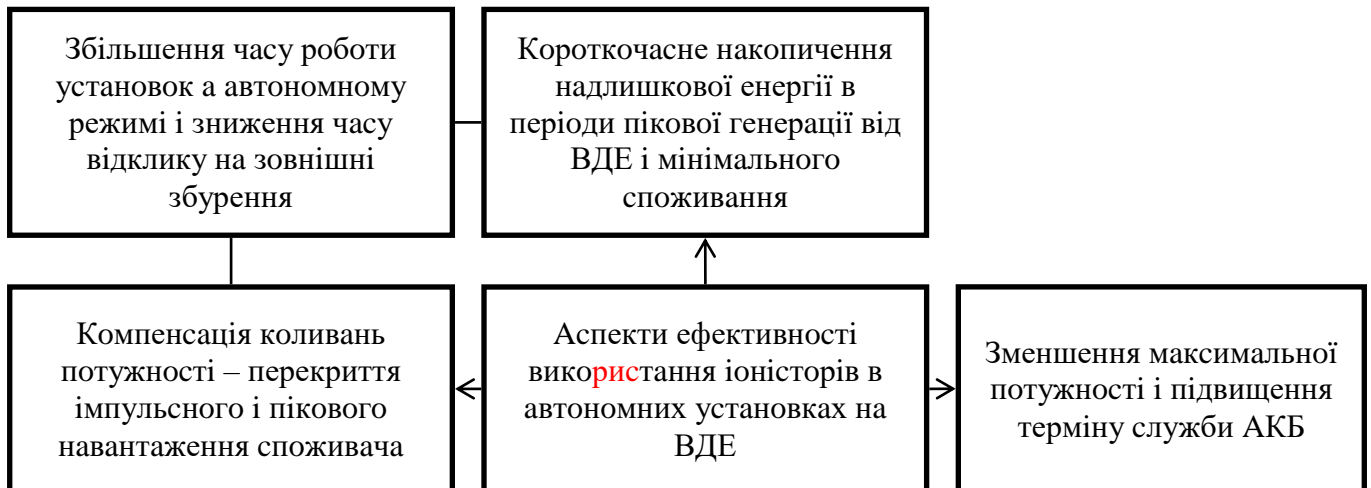 Збільшення часу роботи
установок а автономному
режимі і зниження часу
відклику на зовнішні
збурення
Короткочасне накопичення
надлишкової енергії в
періоди пікової генерації від
ВДЕ і мінімального
споживання
Компенсація коливань
потужності – перекриття
імпульсного і пікового
навантаження споживача
Аспекти ефективності
використання іоністорів в
автономних установках на
ВДЕ
Зменшення максимальної
потужності і підвищення
терміну служби АКБ